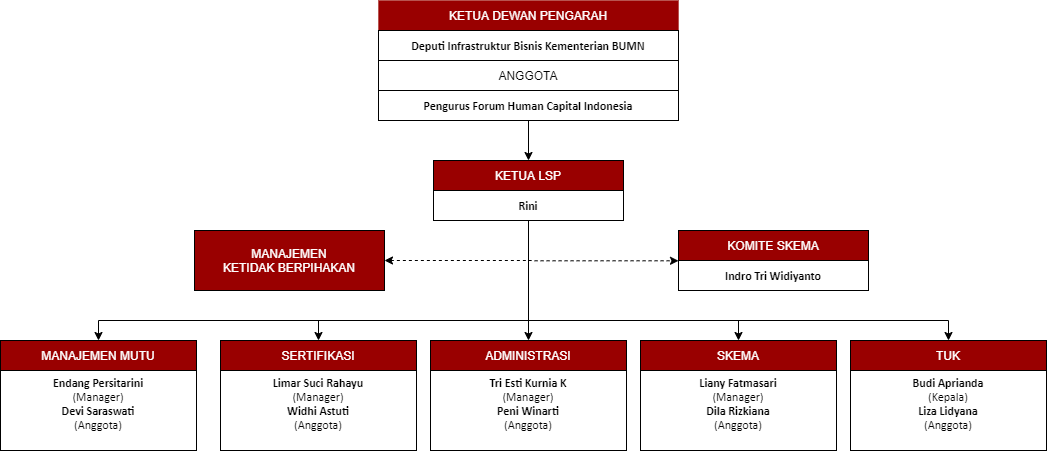 KETUA DEWAN PENGARAH
Deputi Infrastruktur Bisnis Kementerian BUMN
ANGGOTA
Pengurus Forum Human Capital Indonesia
KETUA LSP
Rini
MANAJEMEN
KETIDAK BERPIHAKAN
KOMITE SKEMA
Indro Tri Widiyanto
MANAJEMEN MUTU
Endang Persitarini
(Manager)
Devi Saraswati
(Anggota)
SERTIFIKASI
Limar Suci Rahayu
(Manager)
Widhi Astuti
(Anggota)
ADMINISTRASI
Tri Esti Kurnia K
(Manager)
Peni Winarti
(Anggota)
SKEMA
Liany Fatmasari
(Manager)
Dila Rizkiana
(Anggota)
TUK
Budi Aprianda
(Kepala)
Liza Lidyana
(Anggota)